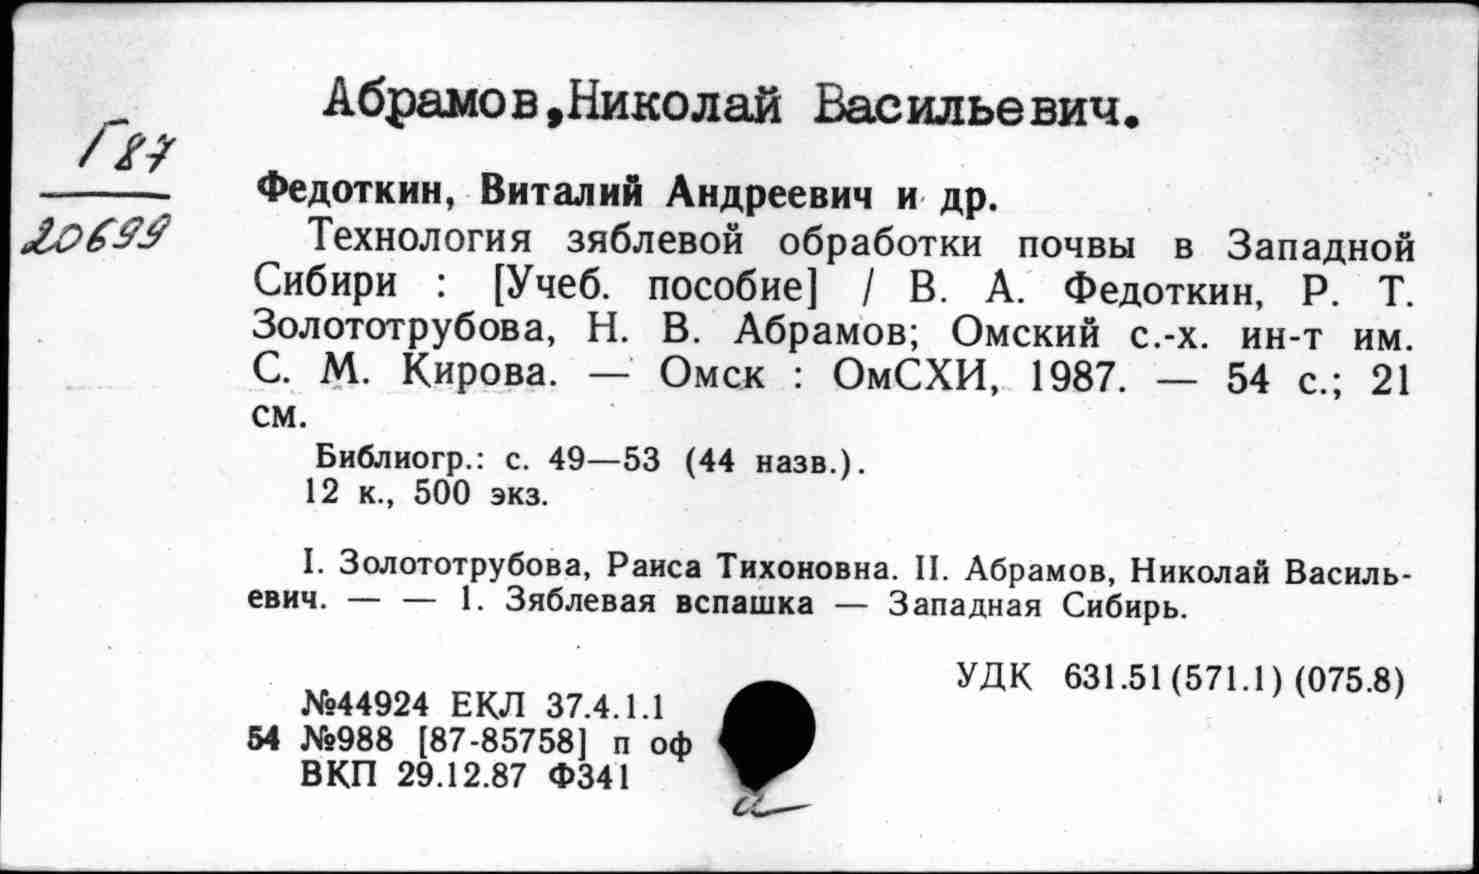 Абрамов,Николай Васильевич.
Г87
20699
Федоткин, Виталий Андреевич и др.
Технология зяблевой обработки почвы в Западной
Сибири : [Учеб. пособие] / В. А. Федоткин, Р. Т.
Золототрубова, Н. В. Абрамов; Омский с.-х. ин-т им.
С. М. Кирова. — Омск : ОмСХИ, 1987. — 54 с.; 21
см.
Библиогр.: с. 49—53 (44 назв.).
12 к., 500 экз.
I. Золототрубова, Раиса Тихоновна. II. Абрамов, Николай Василь-
евич. — — 1. Зяблевая вспашка — Западная Сибирь.
УДК 631.51(571.1)(075.8)
№44924 ЕКЛ 37.4.1.1
54 №988 [87-85758] п оф
ВКП 29.12.87 Ф341